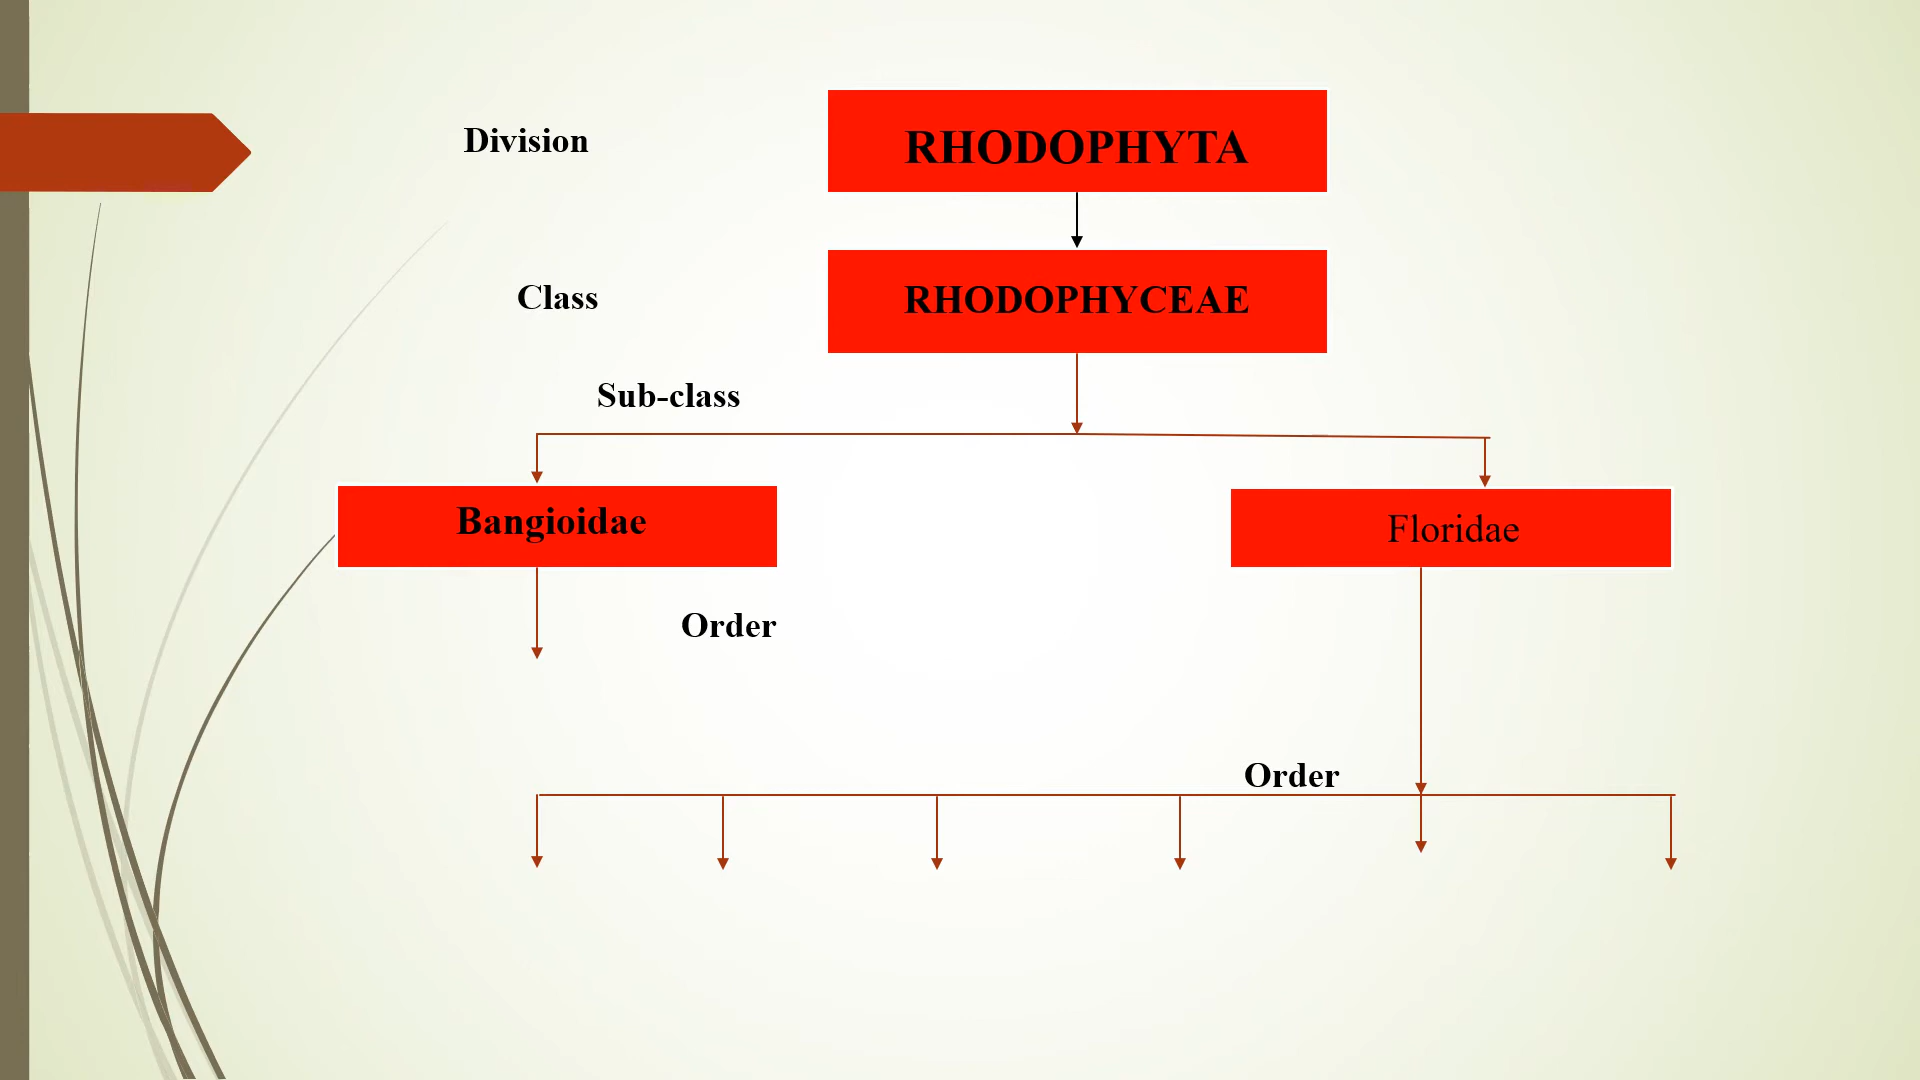 Division
RHODOPHYTA
Class
RHODOPHYCEAE
Sub-class
Bangioidae
Floridae
Order
Order